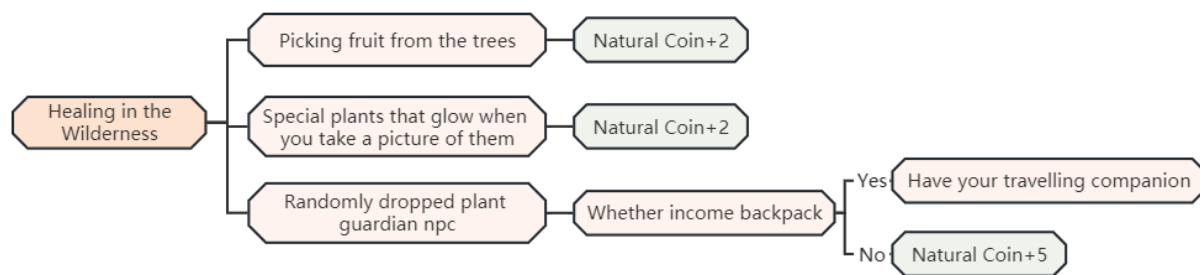 Healing in the
Wilderness
Picking fruit from the trees
Natural Coin+2
Special plants that glow when
you take a picture of them
Natural Coin+2
Randomly dropped plant
guardian npc
Whether income backpack
Yes
Have your travelling companion
No
Natural Coin+5